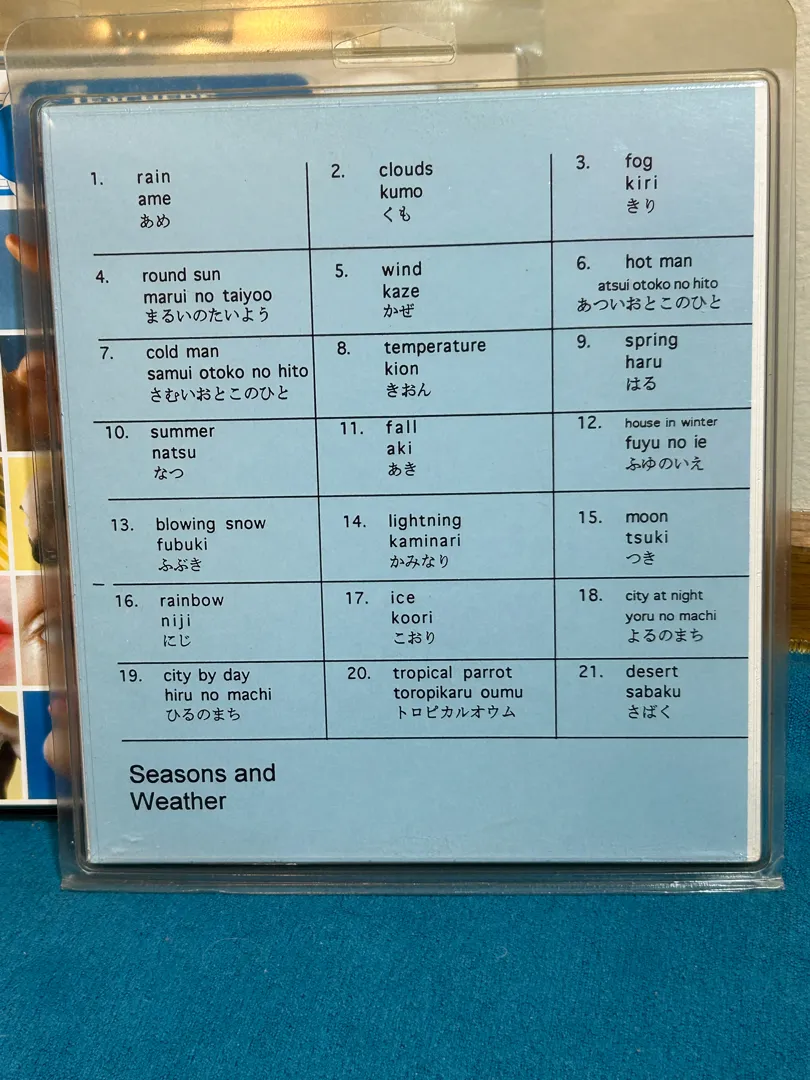 1. rain
ame
あめ
2. clouds
kumo
くも
3. fog
kiri
きり
4. round sun
marui no taiyoo
まるいのたいよう
5. wind
kaze
かぜ
6. hot man
atsui otoko no hito
あついおとこのひと
7. cold man
samui otoko no hito
さむいおとこのひと
8. temperature
kion
きおん
9. spring
haru
はる
10. summer
natsu
なつ
11. fall
aki
あき
12. house in winter
fuyu no ie
ふゆのいえ
13. blowing snow
fubuki
ふぶき
14. lightning
kaminari
かみなり
15. moon
tsuki
つき
16. rainbow
niji
にじ
17. ice
koori
こおり
18. city at night
yoru no machi
よるのまち
19. city by day
hiru no machi
ひるのまち
20. tropical parrot
toropikaru oumu
トロピカルオウム
21. desert
sabaku
さばく
Seasons and
Weather